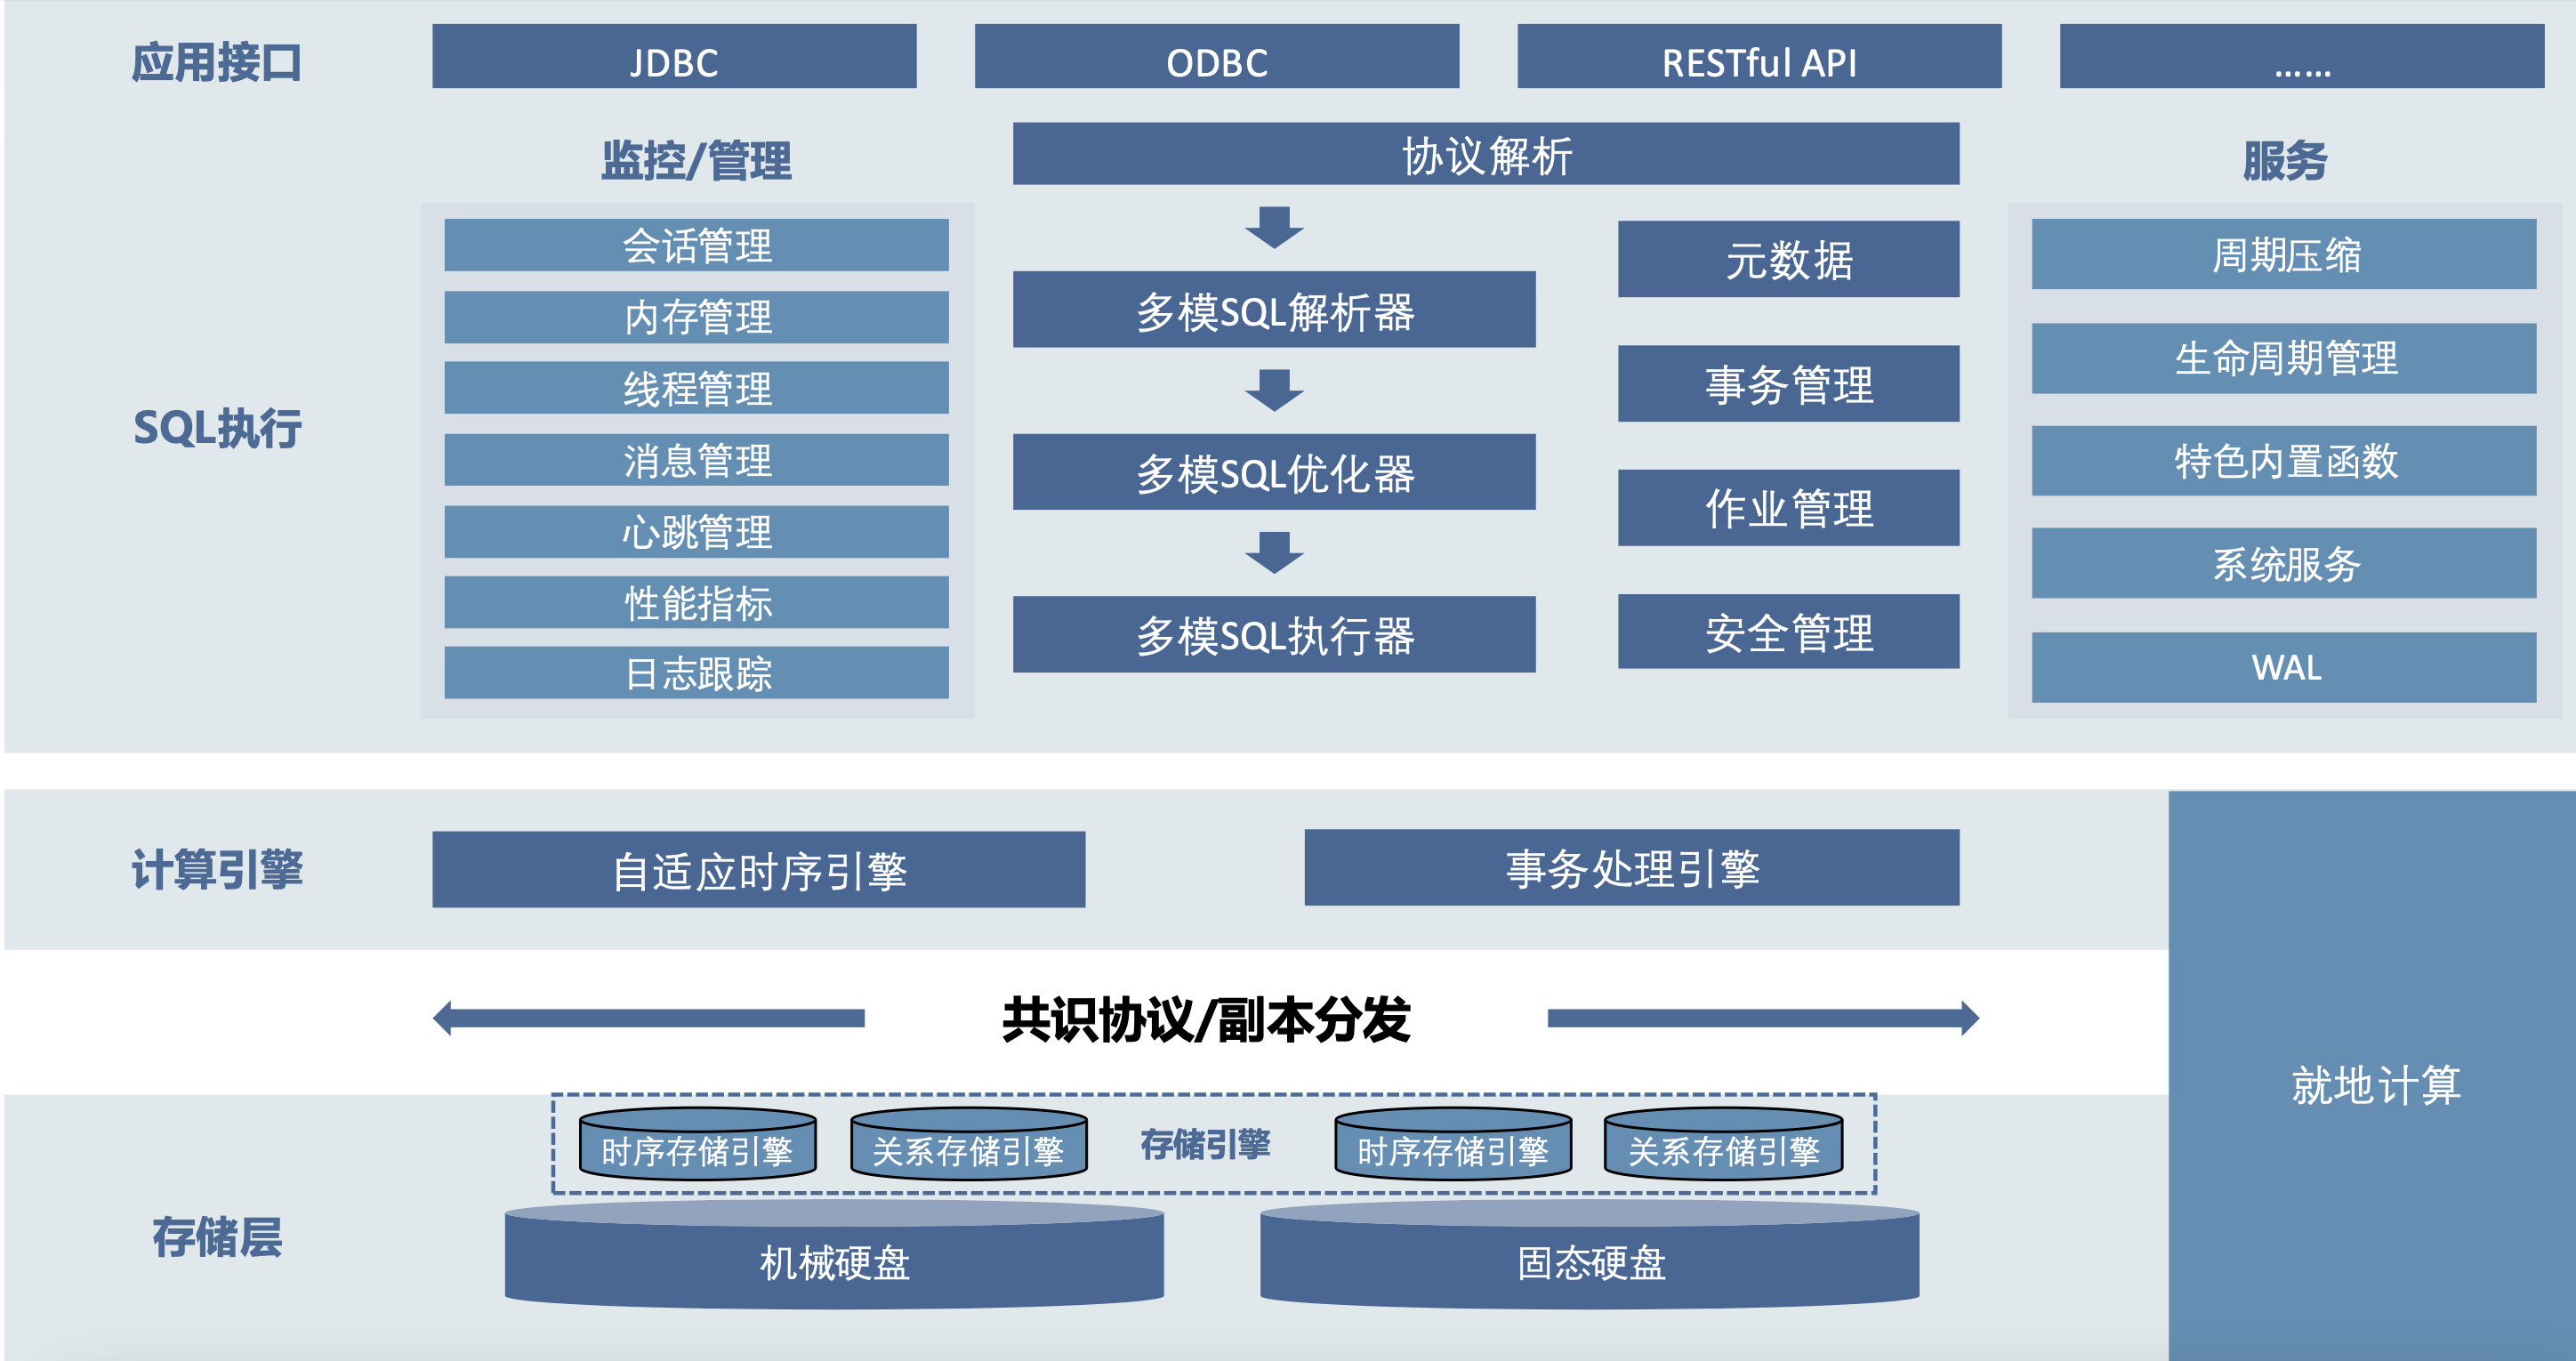 应用接口
JDBC
ODBC
RESTful API
……
监控/管理
协议解析
服务
SQL执行
会话管理
内存管理
线程管理
消息管理
心跳管理
性能指标
日志跟踪
多模SQL解析器
多模SQL优化器
多模SQL执行器
元数据
事务管理
作业管理
安全管理
周期压缩
生命周期管理
特色内置函数
系统服务
WAL
计算引擎
自适应时序引擎
事务处理引擎
共识协议/副本分发
就地计算
存储层
时序存储引擎
关系存储引擎
存储引擎
时序存储引擎
关系存储引擎
机械硬盘
固态硬盘